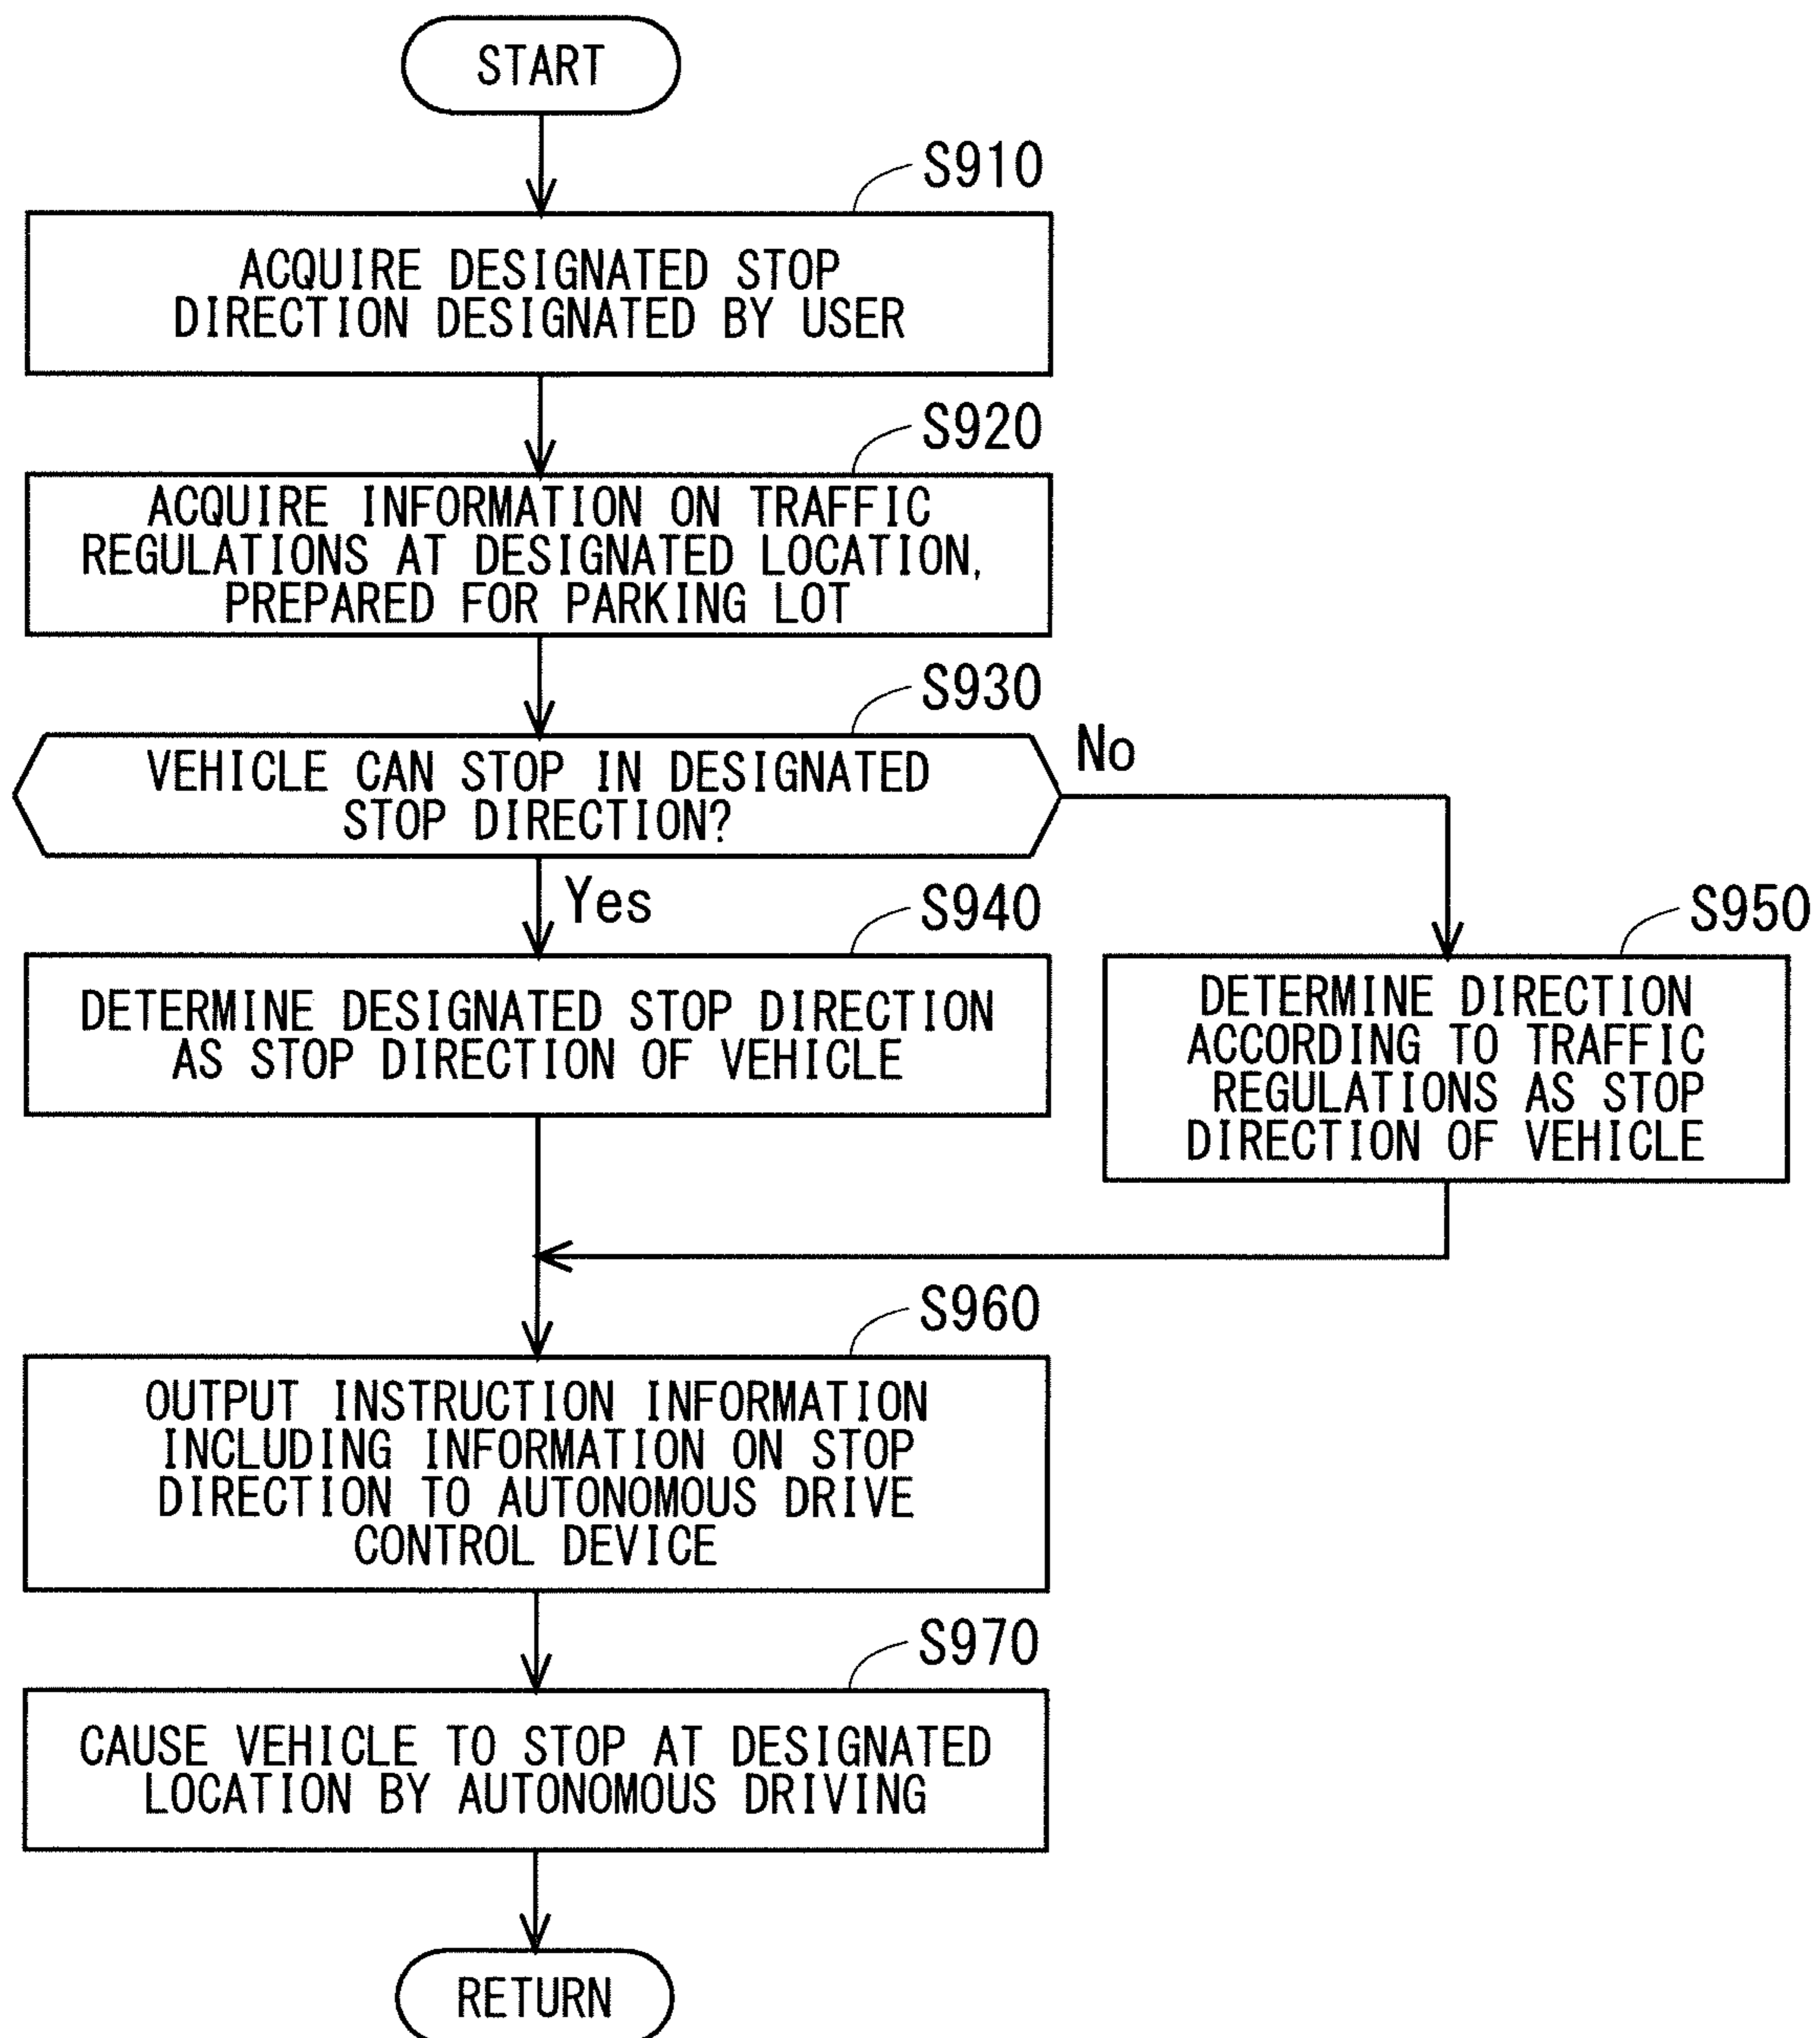 START
S910
ACQUIRE DESIGNATED STOP
DIRECTION DESIGNATED BY USER
S920
ACQUIRE INFORMATION ON TRAFFIC
REGULATIONS AT DESIGNATED LOCATION,
PREPARED FOR PARKING LOT
S930
VEHICLE CAN STOP IN DESIGNATED
STOP DIRECTION?
No
Yes
S940
DETERMINE DESIGNATED STOP DIRECTION
AS STOP DIRECTION OF VEHICLE
S950
DETERMINE DIRECTION
ACCORDING TO TRAFFIC
REGULATIONS AS STOP
DIRECTION OF VEHICLE
S960
OUTPUT INSTRUCTION INFORMATION
INCLUDING INFORMATION ON STOP
DIRECTION TO AUTONOMOUS DRIVE
CONTROL DEVICE
S970
CAUSE VEHICLE TO STOP AT DESIGNATED
LOCATION BY AUTONOMOUS DRIVING
RETURN